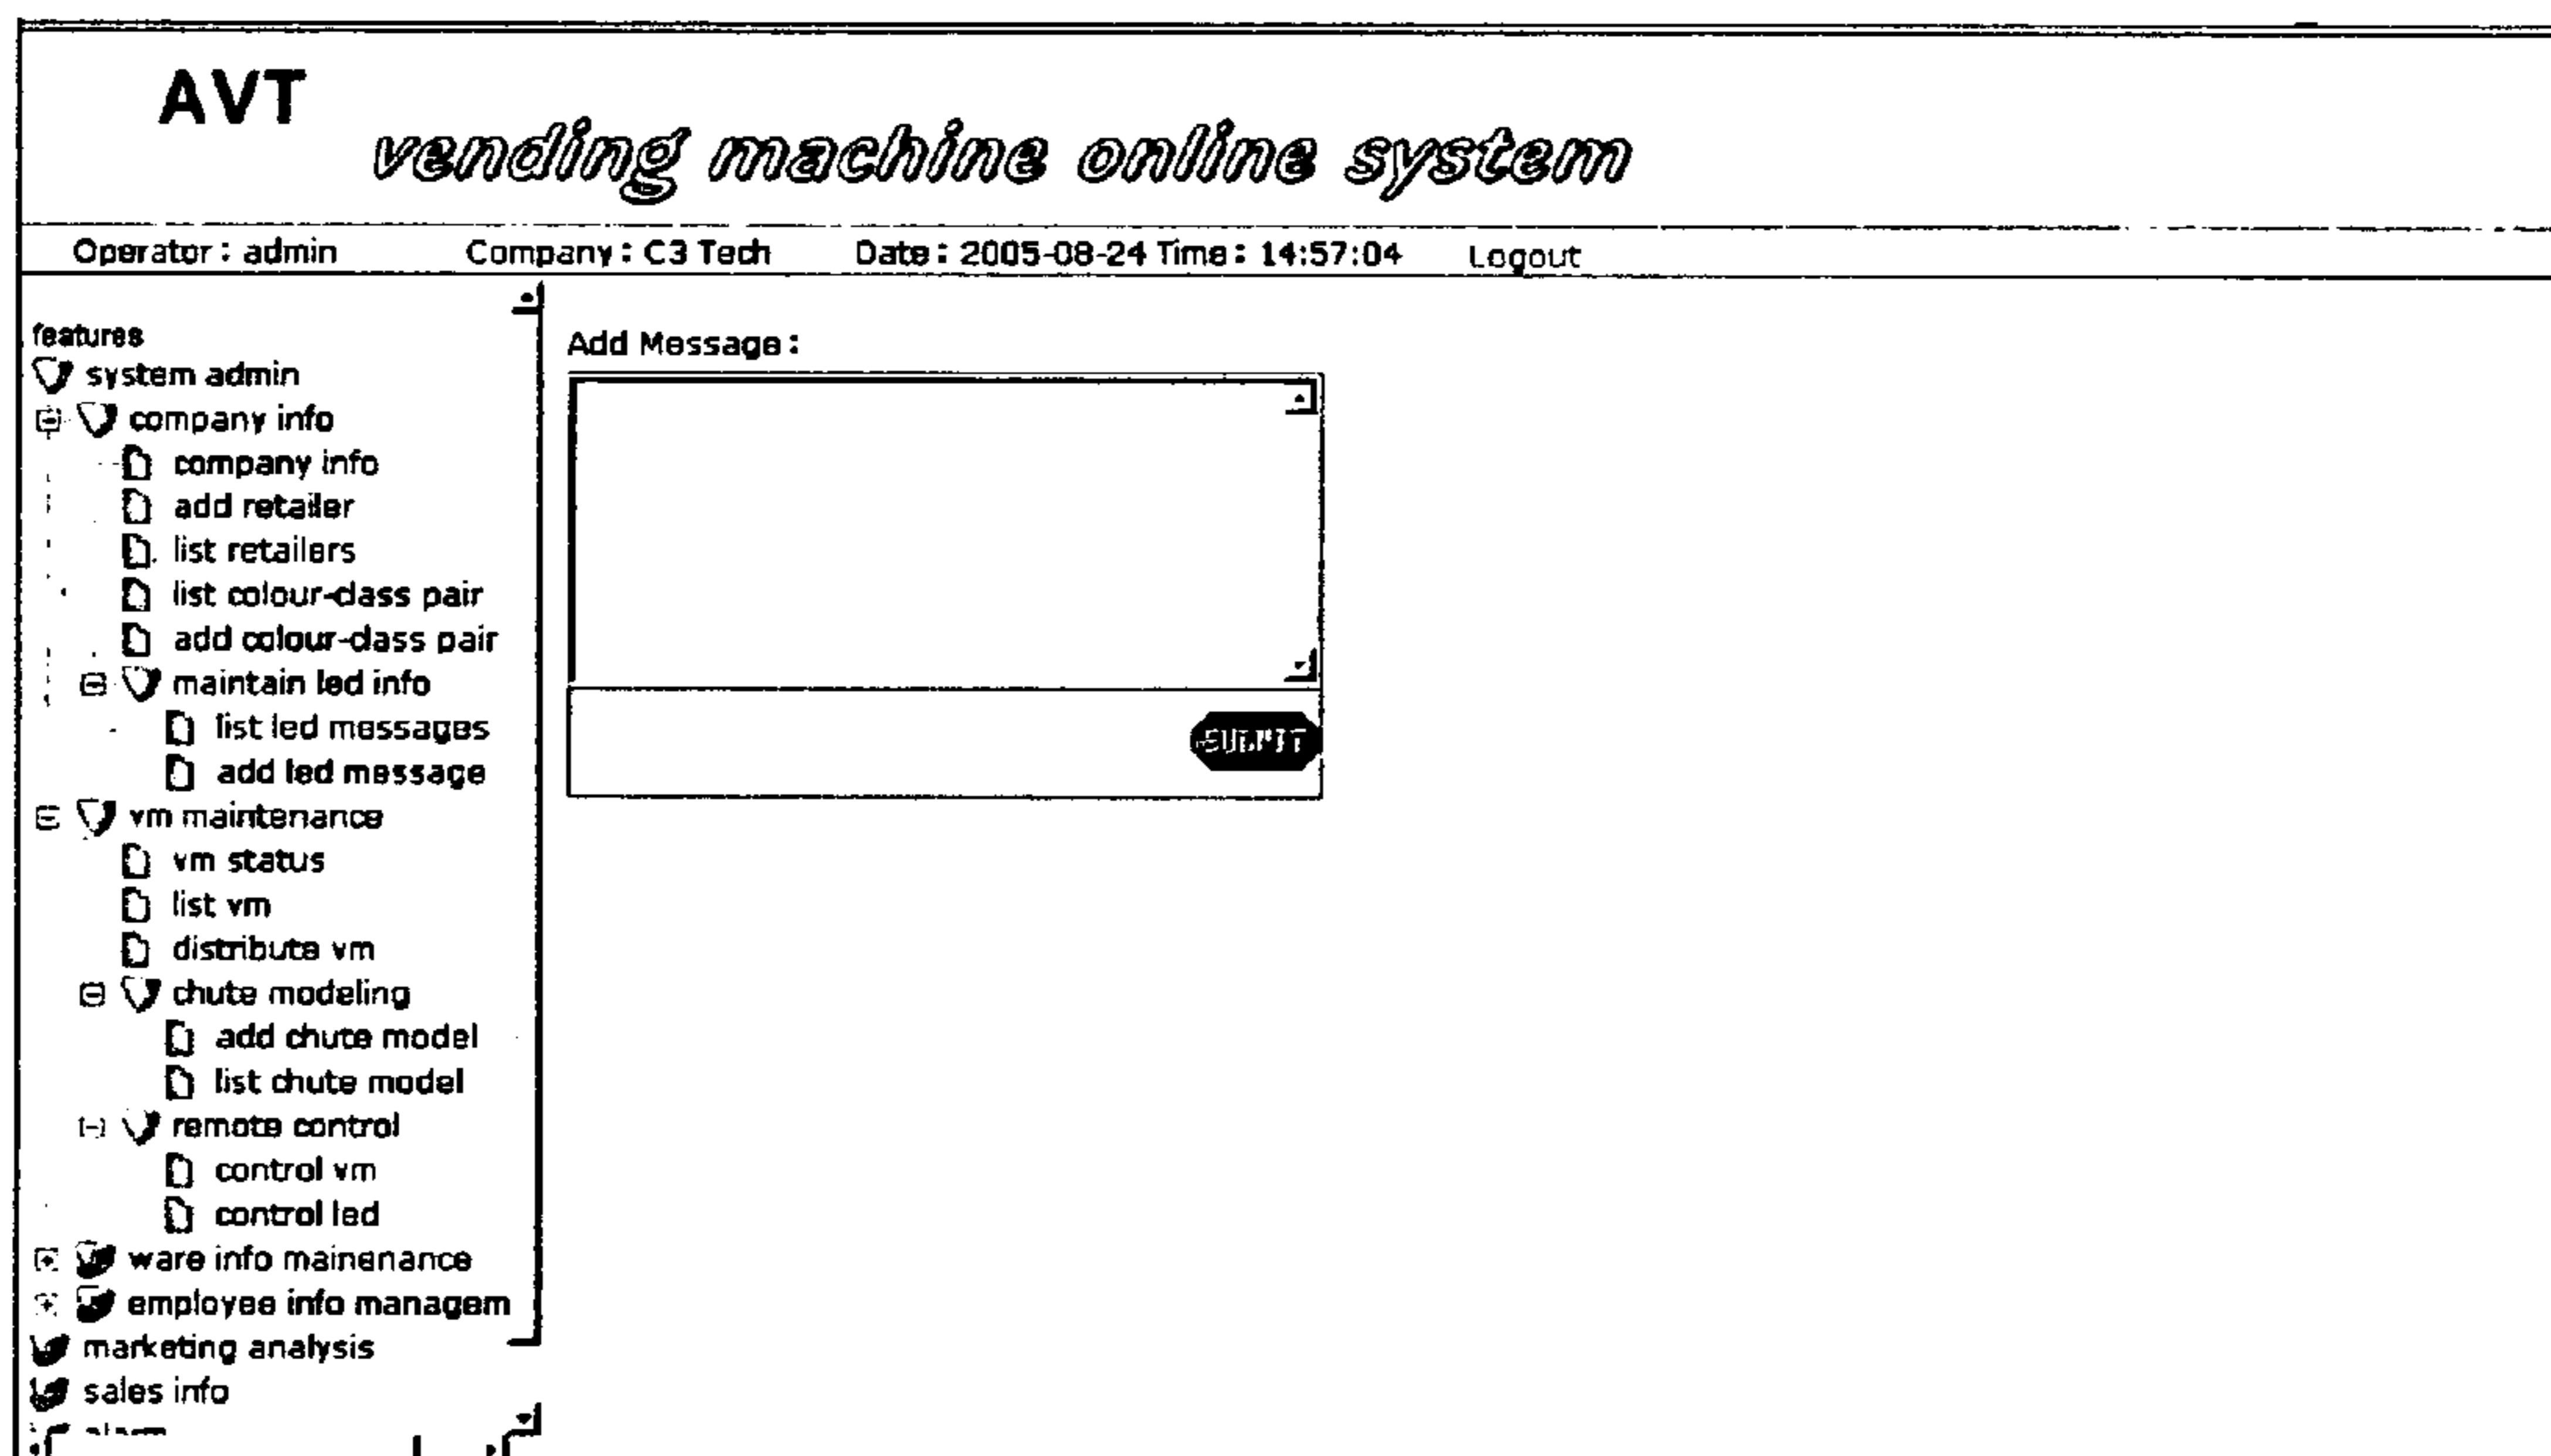 AVT
vending machine online system
Operator : admin Company : C3 Tech Date : 2005-08-24 Time : 14:57:04 Logout
features
system admin
company info
company info
add retailer
list retailers
list colour-class pair
add colour-class pair
maintain led info
list led messages
add led message
vm maintenance
vm status
list vm
distribute vm
chute modeling
add chute model
list chute model
remote control
control vm
control led
ware info mainenance
employee info managem
marketing analysis
sales info
alarm
Add Message :
SUBMIT